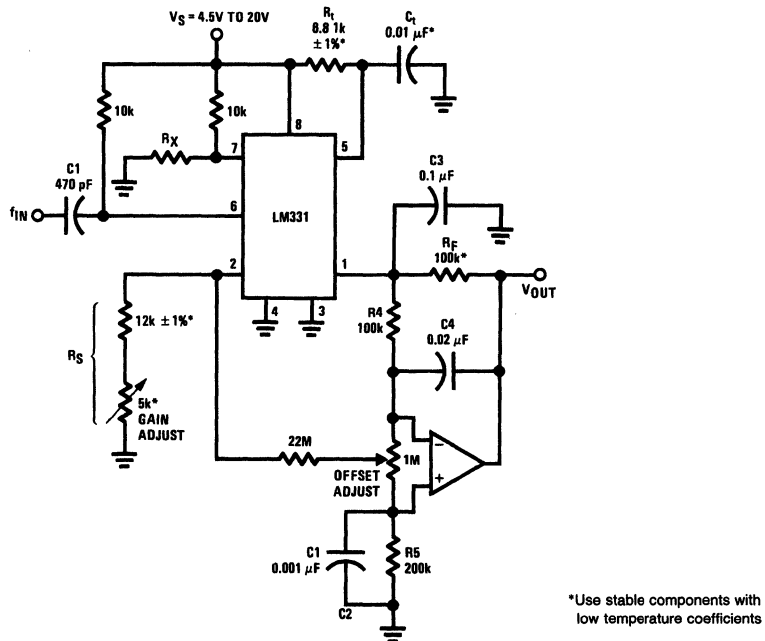 VS = 4.5V TO 20V
Rt
6.8 1k
± 1%*
Ct
0.01 µF*
10k
10k
8
RX
7
5
C1
470 pF
C3
0.1 µF
fIN
6
LM331
RF
100k*
2
1
VOUT
4
3
12k ± 1%*
R4
100k
C4
0.02 µF
RS
5k*
GAIN
ADJUST
22M
1M
OFFSET
ADJUST
−
+
C1
0.001 µF
R5
200k
C2
*Use stable components with
low temperature coefficients